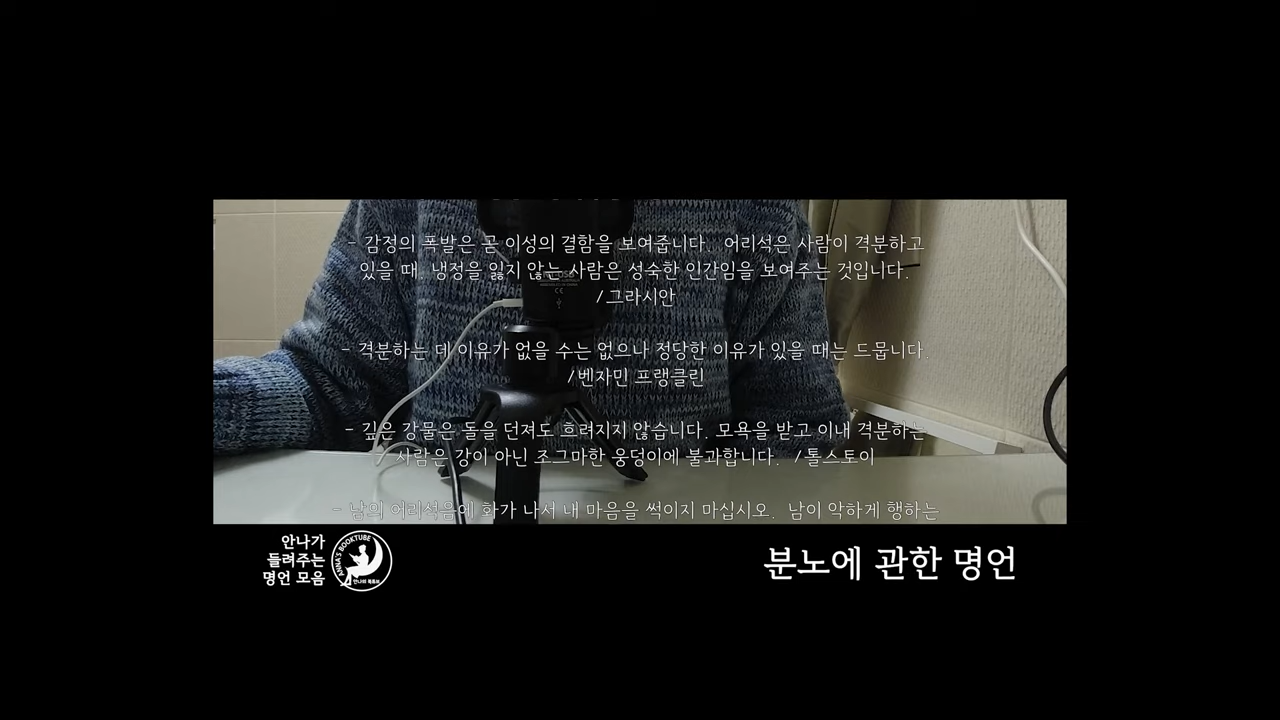 - 감정의 폭발은 곧 이성의 결함을 보여줍니다. 어리석은 사람이 격분하고
있을 때, 냉정을 잃지 않는 사람은 성숙한 인간임을 보여주는 것입니다.
/그라시안
- 격분하는 데 이유가 없을 수는 없으나 정당한 이유가 있을 때는 드뭅니다.
/벤자민 프랭클린
- 깊은 강물은 돌을 던져도 흐려지지 않습니다. 모욕을 받고 이내 격분하는
사람은 강이 아닌 조그마한 웅덩이에 불과합니다. /톨스토이
- 남의 어리석음에 화가 나서 내 마음을 썩이지 마십시오. 남이 악하게 행하는
안나가
들려주는
명언 모음
ANNA'S BOOKTUBE
분노에 관한 명언